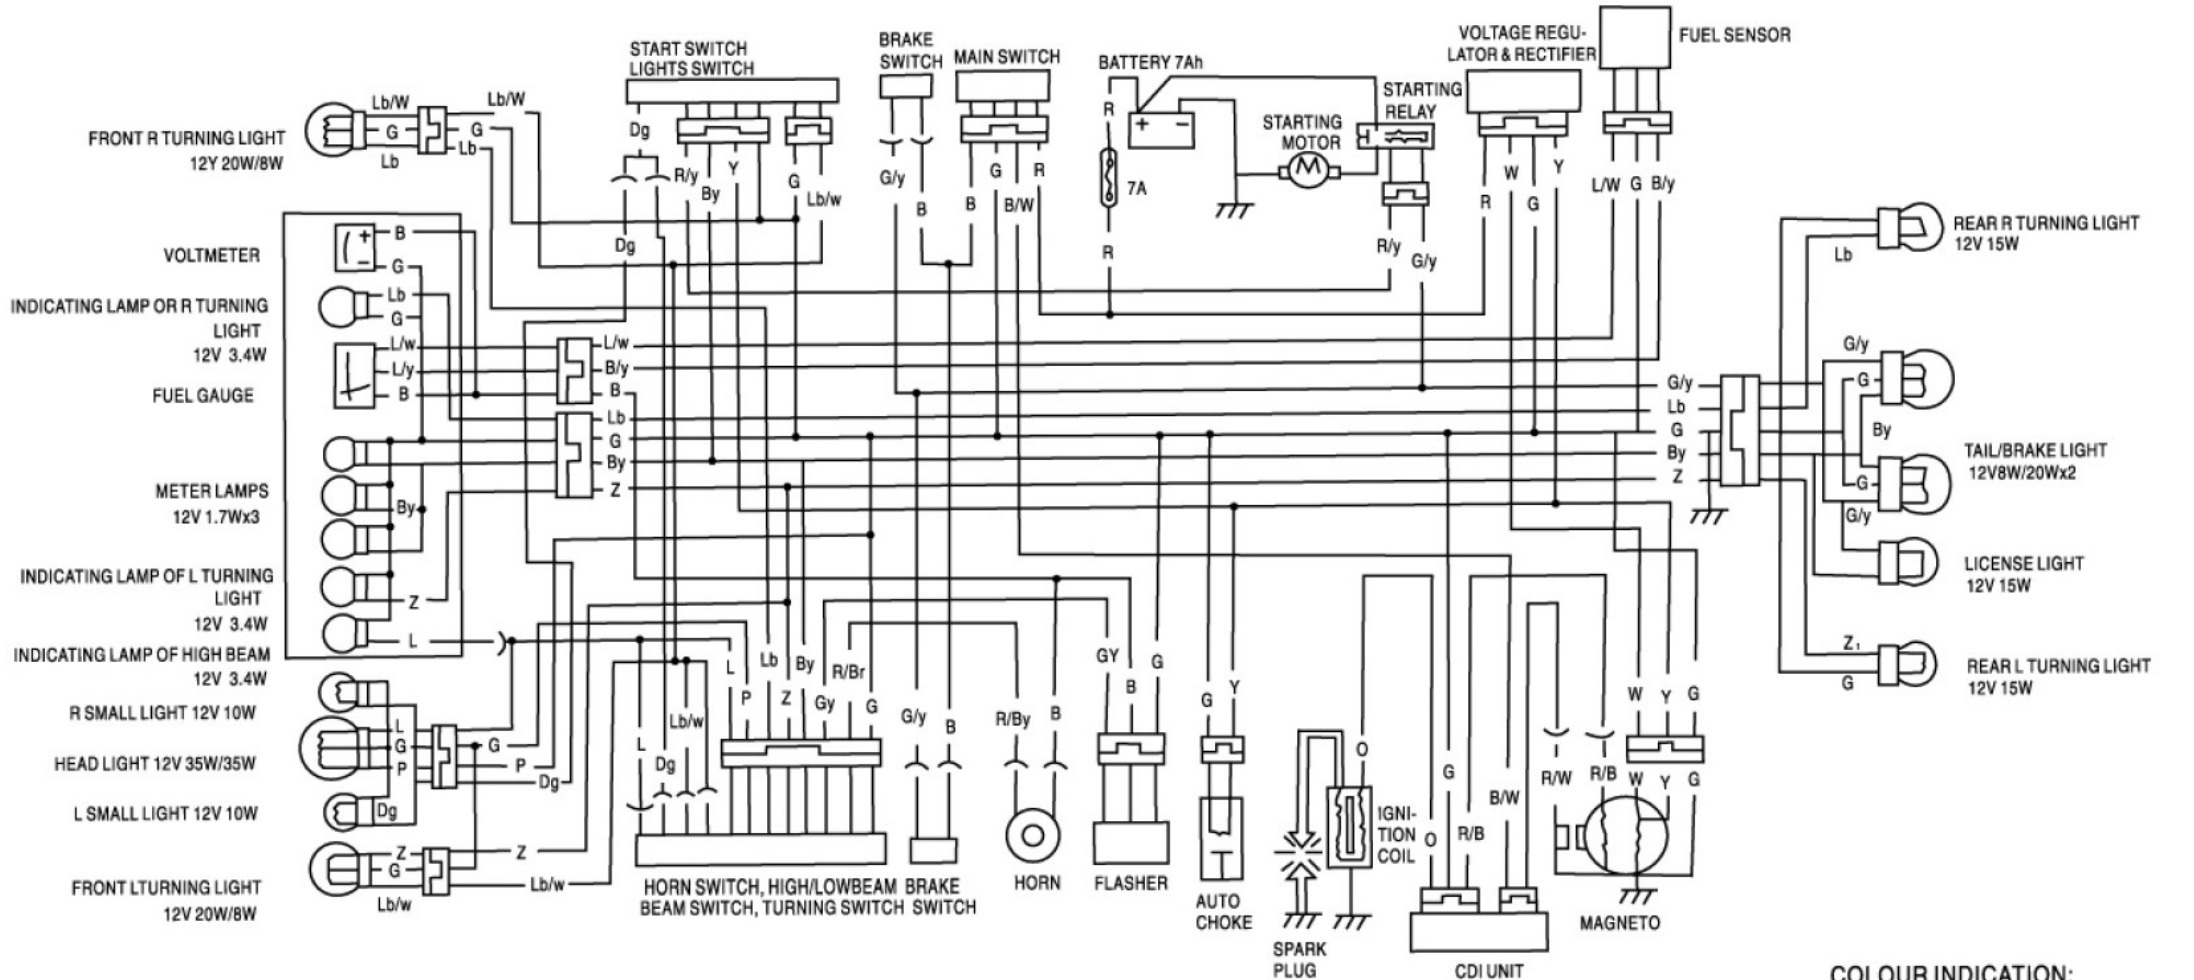 START SWITCH
LIGHTS SWITCH
BRAKE
SWITCH
MAIN SWITCH
BATTERY 7Ah
STARTING
RELAY
STARTING
MOTOR
M
VOLTAGE REGU-
LATOR & RECTIFIER
FUEL SENSOR
FRONT R TURNING LIGHT
12Y 20W/8W
Lb/W
G
Lb
Lb/W
G
Lb
Dg
Dg
R/y
By
Y
G
Lb/w
G/y
B
B
G
B/W
R
R
7A
R
+ −
R/y
G/y
R
W
G
Y
L/W G B/y
VOLTMETER
+
−
B
G
INDICATING LAMP OR R TURNING
LIGHT
12V 3.4W
Lb
G
FUEL GAUGE
L/w
L/y
B
L/w
B/y
B
Lb
G
By
Z
METER LAMPS
12V 1.7Wx3
By
INDICATING LAMP OF L TURNING
LIGHT
12V 3.4W
Z
INDICATING LAMP OF HIGH BEAM
12V 3.4W
L
R SMALL LIGHT 12V 10W
HEAD LIGHT 12V 35W/35W
L
G
P
G
P
Dg
L SMALL LIGHT 12V 10W
Dg
FRONT LTURNING LIGHT
12V 20W/8W
Z
G
Lb/w
Z
Lb/w
L
Dg
Lb/w
L
P
Lb
Z
By
Gy
R/Br
G
HORN SWITCH, HIGH/LOWBEAM
BEAM SWITCH, TURNING SWITCH
G/y
B
BRAKE
SWITCH
R/By
B
HORN
GY
B
G
FLASHER
G
Y
AUTO
CHOKE
SPARK
PLUG
O
IGNI-
TION
COIL
O
G
R/B
B/W
CDI UNIT
R/W
R/B
W Y G
W Y G
MAGNETO
G/y
Lb
G
By
Z
REAR R TURNING LIGHT
12V 15W
Lb
G/y
G
By
G
G/y
TAIL/BRAKE LIGHT
12V8W/20Wx2
LICENSE LIGHT
12V 15W
Z₁
G
REAR L TURNING LIGHT
12V 15W
COLOUR INDICATION: